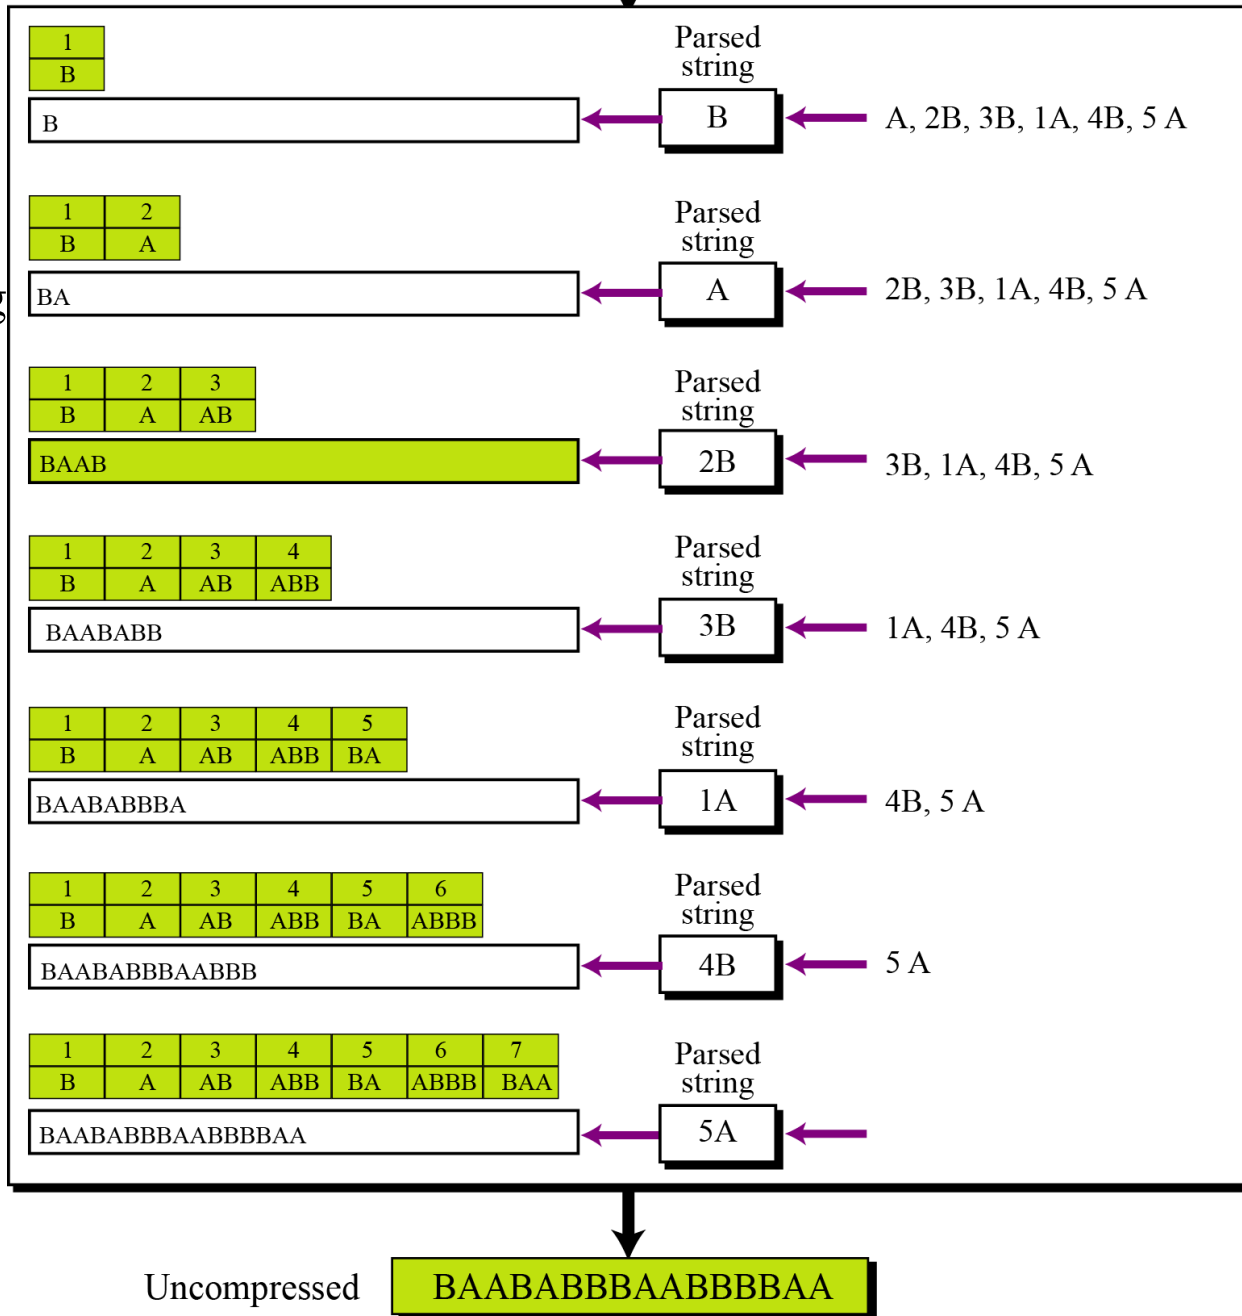 1
B
Parsed
string
B
B
A, 2B, 3B, 1A, 4B, 5 A
1 2
B A
Parsed
string
BA
A
2B, 3B, 1A, 4B, 5 A
g
1 2 3
B A AB
Parsed
string
BAAB
2B
3B, 1A, 4B, 5 A
1 2 3 4
B A AB ABB
Parsed
string
BAABABB
3B
1A, 4B, 5 A
1 2 3 4 5
B A AB ABB BA
Parsed
string
BAABABBBA
1A
4B, 5 A
1 2 3 4 5 6
B A AB ABB BA ABBB
Parsed
string
BAABABBBAABBB
4B
5 A
1 2 3 4 5 6 7
B A AB ABB BA ABBB BAA
Parsed
string
BAABABBBAABBBBAA
5A
Uncompressed BAABABBBAABBBBAA